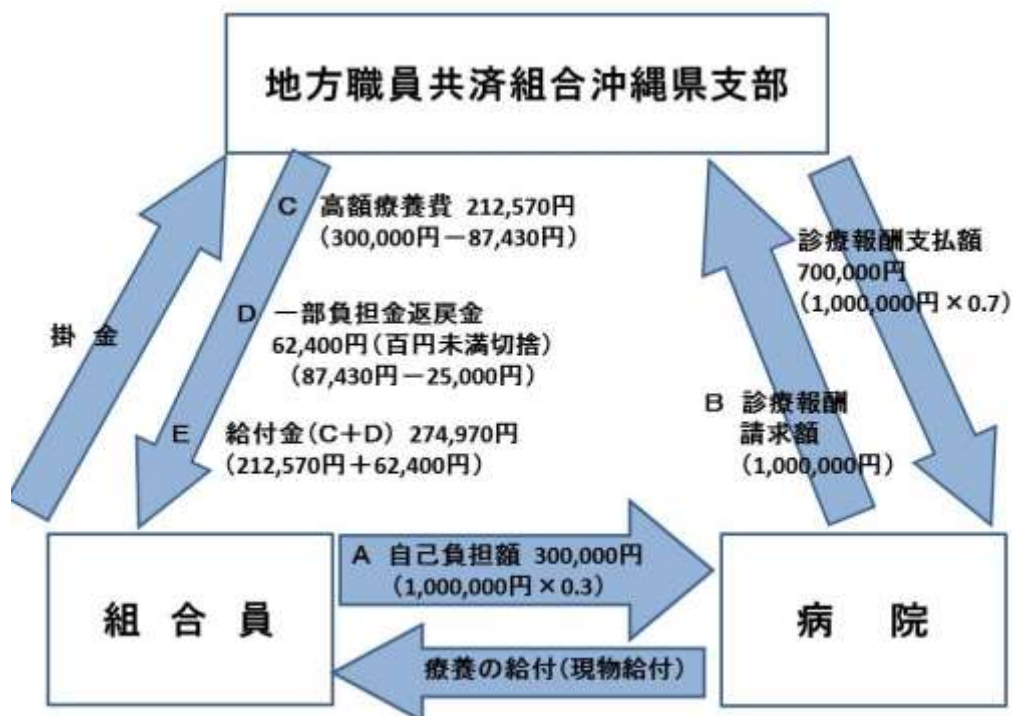 地方職員共済組合沖縄県支部
C 高額療養費 212,570円
(300,000円－87,430円)
D 一部負担金返戻金
62,400円(百円未満切捨)
(87,430円－25,000円)
E 給付金(C＋D) 274,970円
(212,570円＋62,400円)
掛 金
診療報酬支払額
700,000円
(1,000,000円×0.7)
B 診療報酬
請求額
(1,000,000円)
A 自己負担額 300,000円
(1,000,000円×0.3)
組 合 員
病 院
療養の給付(現物給付)